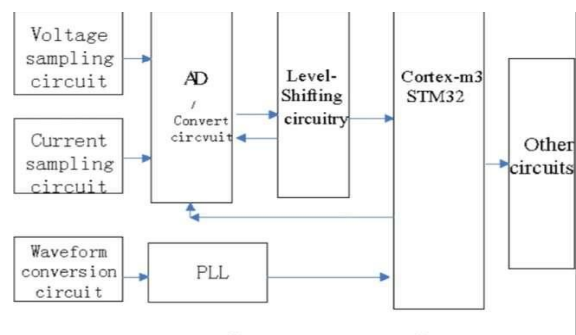 Voltage
sampling
circuit
AD
/
Convert
circvuit
Level-
Shifting
circuitry
Cortex-m3
STM32
Other
circuits
Current
sampling
circuit
Waveform
conversion
circuit
PLL